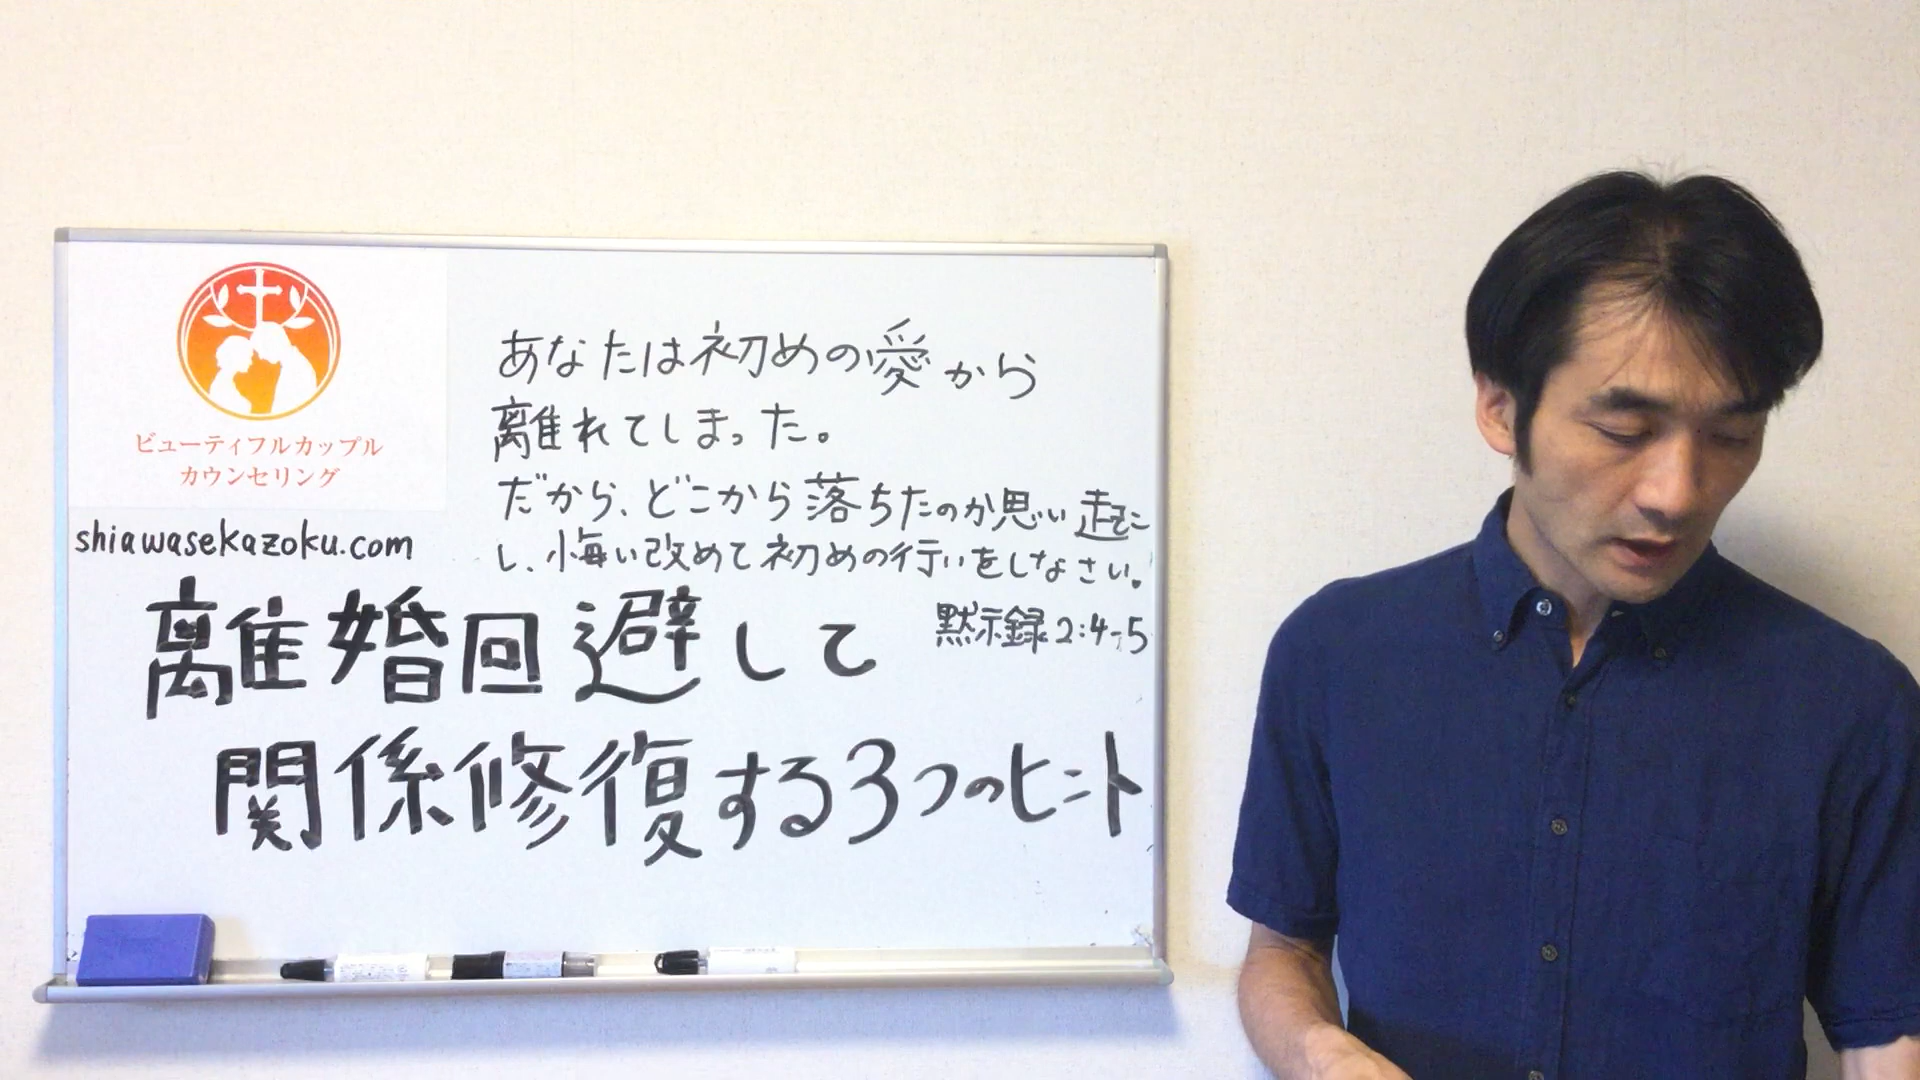 ビューティフルカップル
カウンセリング
shiawasekazoku.com
あなたは初めの愛から
離れてしまった。
だから、どこから落ちたのか思い起こ
し、悔い改めて初めの行いをしなさい。
黙示録2:4-5
離婚回避して
関係修復する3つのヒント